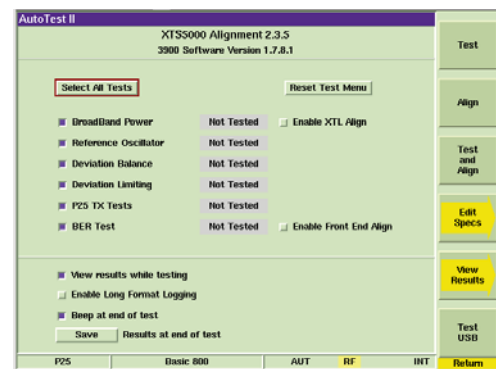 AutoTest II
XTS5000 Alignment 2.3.5
3900 Software Version 1.7.8.1
Select All Tests
Reset Test Menu
BroadBand Power Not Tested Enable XTL Align
Reference Oscillator Not Tested
Deviation Balance Not Tested
Deviation Limiting Not Tested
P25 TX Tests Not Tested
BER Test Not Tested Enable Front End Align
View results while testing
Enable Long Format Logging
Beep at end of test
Save Results at end of test
P25 Basic 800 AUT RF INT
Test
Align
Test
and
Align
Edit
Specs
View
Results
Test
USB
Return